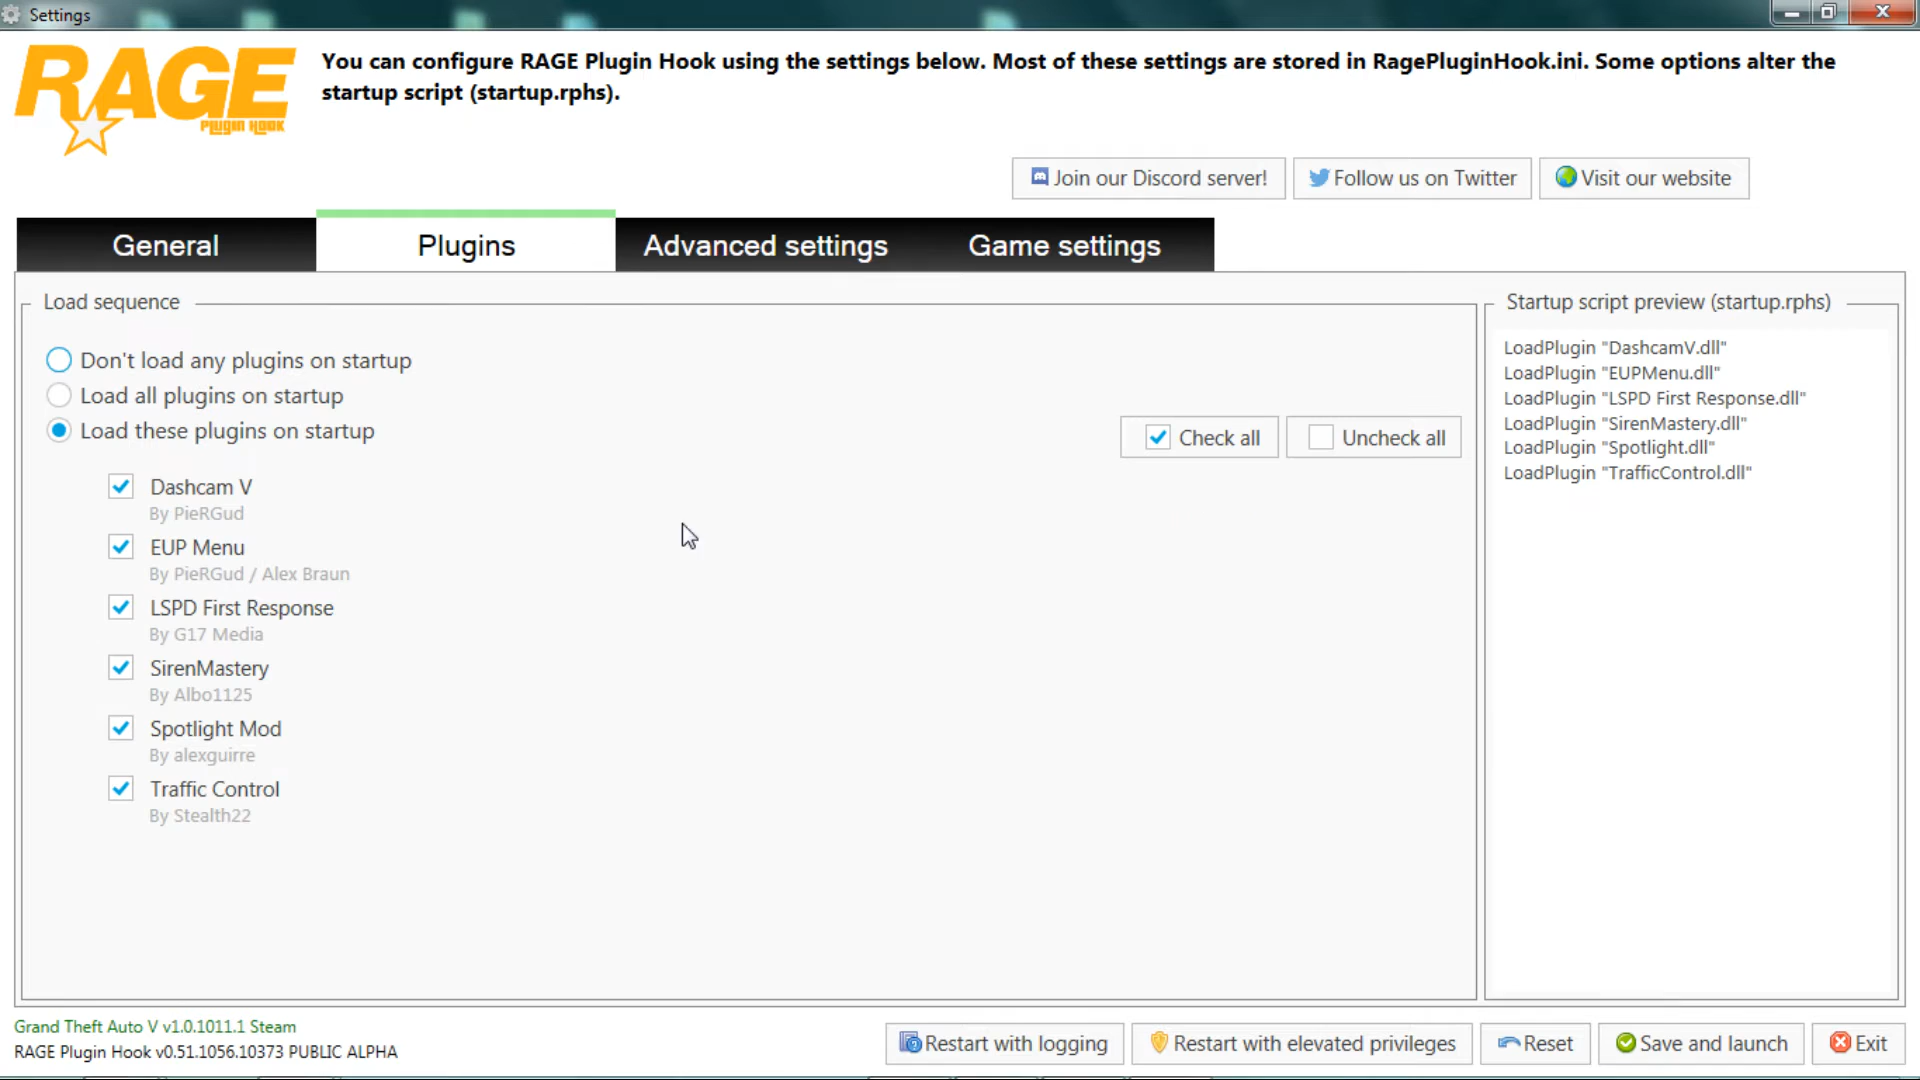 Settings
RAGE
PLUGIN HOOK
You can configure RAGE Plugin Hook using the settings below. Most of these settings are stored in RagePluginHook.ini. Some options alter the
startup script (startup.rphs).
Join our Discord server!
Follow us on Twitter
Visit our website
General
Plugins
Advanced settings
Game settings
Load sequence
Don't load any plugins on startup
Load all plugins on startup
Load these plugins on startup
Check all
Uncheck all
Dashcam V
By PieRGud
EUP Menu
By PieRGud / Alex Braun
LSPD First Response
By G17 Media
SirenMastery
By Albo1125
Spotlight Mod
By alexguirre
Traffic Control
By Stealth22
Startup script preview (startup.rphs)
LoadPlugin "DashcamV.dll"
LoadPlugin "EUPMenu.dll"
LoadPlugin "LSPD First Response.dll"
LoadPlugin "SirenMastery.dll"
LoadPlugin "Spotlight.dll"
LoadPlugin "TrafficControl.dll"
Grand Theft Auto V v1.0.1011.1 Steam
RAGE Plugin Hook v0.51.1056.10373 PUBLIC ALPHA
Restart with logging
Restart with elevated privileges
Reset
Save and launch
Exit